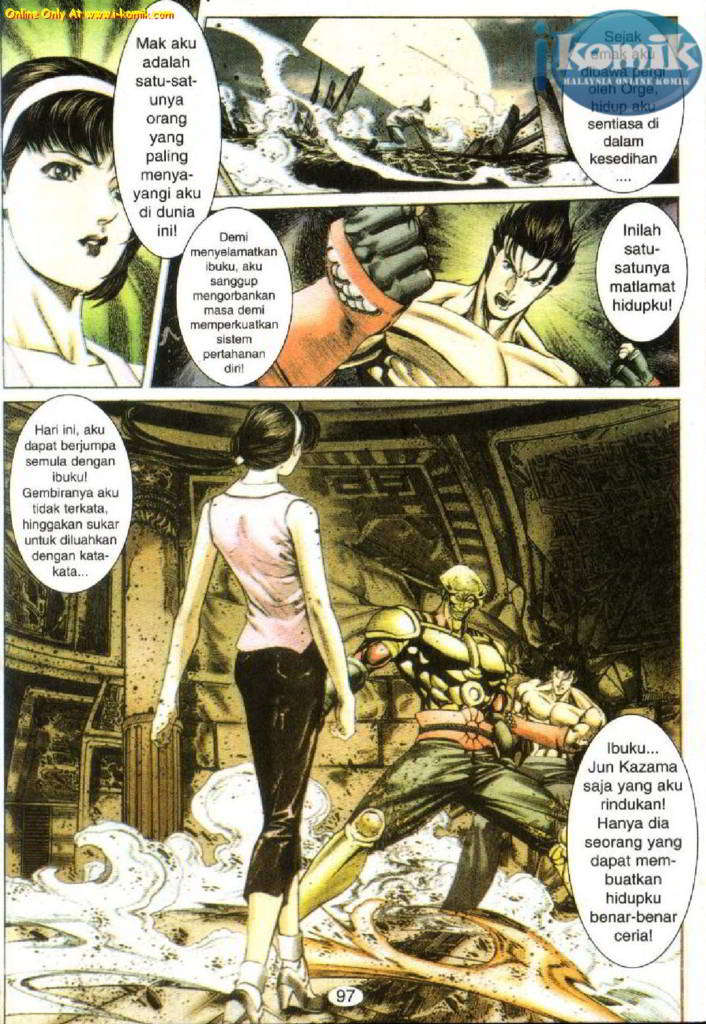 Online Only At www.i-komik.com
Mak aku
adalah
satu-sat-
unya
orang
yang
paling
menya-
yangi aku
di dunia
ini!
i komik
MALAYSIA ONLINE KOMIK
Sejak
emak aku
dibawa pergi
oleh Orge,
hidup aku
sentiasa di
dalam
kesedihan
....
Demi
menyelamatkan
ibuku, aku
sanggup
mengorbankan
masa demi
memperkuatkan
sistem
pertahanan
diri!
Inilah
satu-
satunya
matlamat
hidupku!
Hari ini, aku
dapat berjumpa
semula dengan
ibuku!
Gembiranya aku
tidak terkata,
hinggakan sukar
untuk diluahkan
dengan kata-
kata...
Ibuku...
Jun Kazama
saja yang aku
rindukan!
Hanya dia
seorang yang
dapat mem-
buatkan
hidupku
benar-benar
ceria!
97